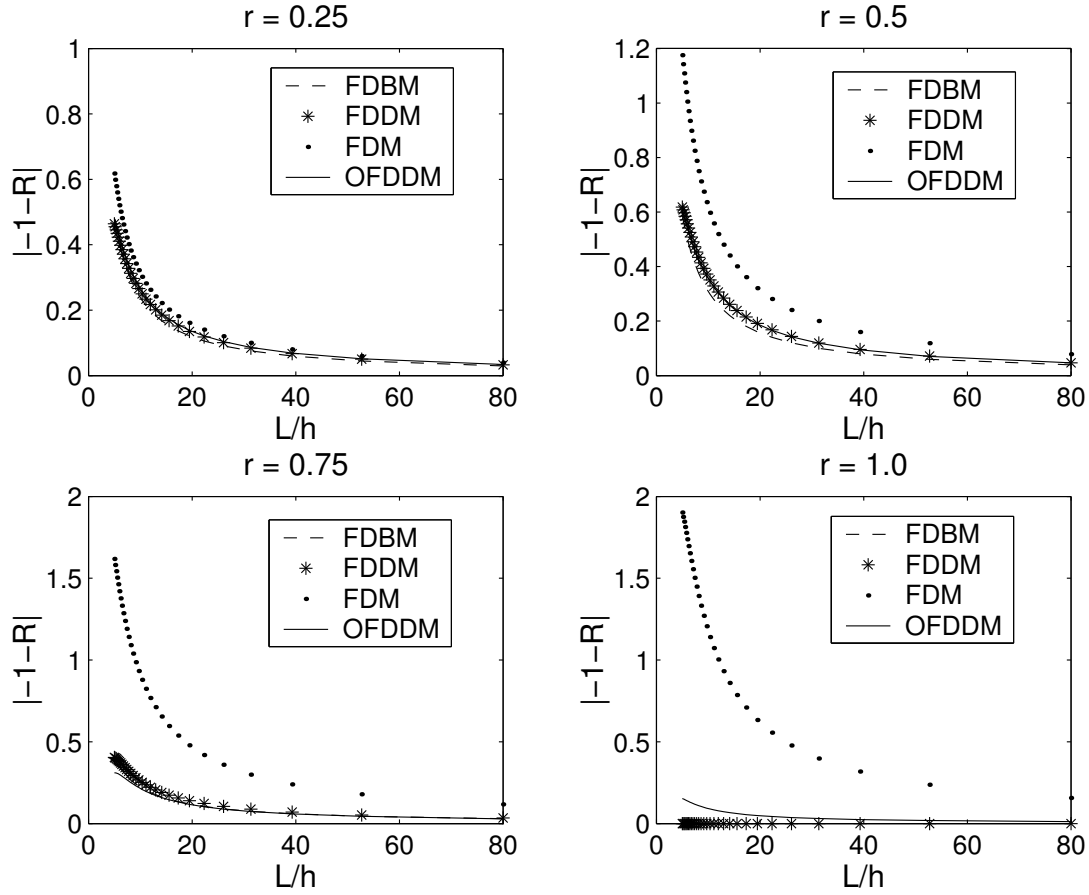 r = 0.25
1
0.8
0.6
0.4
0.2
0
|-1-R|
FDBM
FDDM
FDM
OFDDM
0 20 40 60 80
L/h
r = 0.5
1.2
1
0.8
0.6
0.4
0.2
0
|-1-R|
FDBM
FDDM
FDM
OFDDM
0 20 40 60 80
L/h
r = 0.75
2
1.5
1
0.5
0
|-1-R|
FDBM
FDDM
FDM
OFDDM
0 20 40 60 80
L/h
r = 1.0
2
1.5
1
0.5
0
|-1-R|
FDBM
FDDM
FDM
OFDDM
0 20 40 60 80
L/h